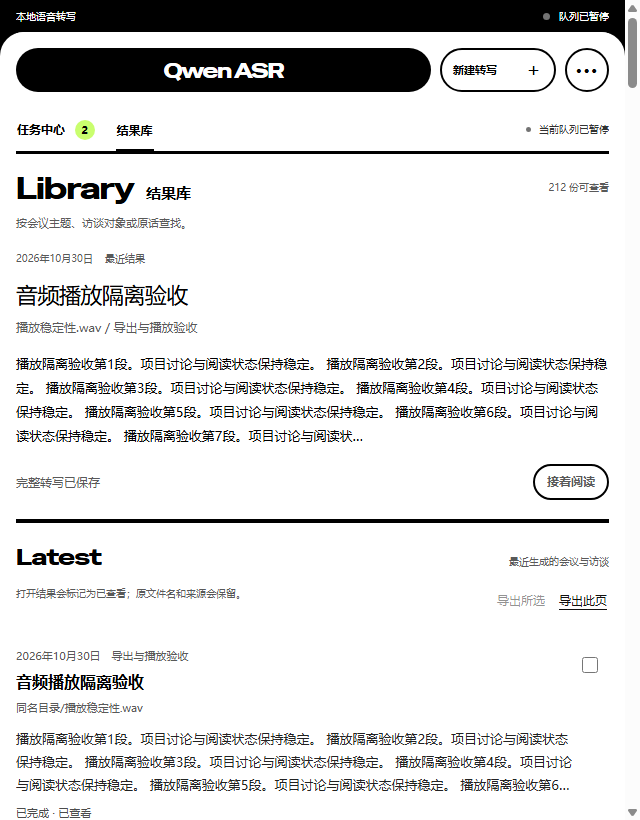 本地语音转写
队列已暂停
Qwen ASR
新建转写
任务中心 2 结果库
当前队列已暂停
Library 结果库
212 份可查看
按会议主题、访谈对象或原话查找。
2026年10月30日 最近结果
音频播放隔离验收
播放稳定性.wav / 导出与播放验收
播放隔离验收第1段。项目讨论与阅读状态保持稳定。 播放隔离验收第2段。项目讨论与阅读状态保持稳
定。 播放隔离验收第3段。项目讨论与阅读状态保持稳定。 播放隔离验收第4段。项目讨论与阅读状态
保持稳定。 播放隔离验收第5段。项目讨论与阅读状态保持稳定。 播放隔离验收第6段。项目讨论与阅
读状态保持稳定。 播放隔离验收第7段。项目讨论与阅读状...
完整转写已保存
接着阅读
Latest
最近生成的会议与访谈
打开结果会标记为已查看；原文件名和来源会保留。
导出所选 导出此页
2026年10月30日 导出与播放验收
音频播放隔离验收
同名目录/播放稳定性.wav
播放隔离验收第1段。项目讨论与阅读状态保持稳定。 播放隔离验收第2段。项目讨论与阅读状态
保持稳定。 播放隔离验收第3段。项目讨论与阅读状态保持稳定。 播放隔离验收第4段。项目讨论
与阅读状态保持稳定。 播放隔离验收第5段。项目讨论与阅读状态保持稳定。 播放隔离验收第6...
已完成 · 已查看